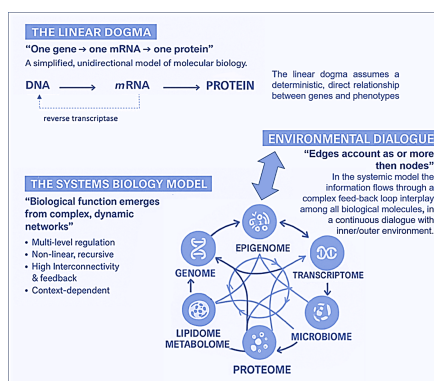 THE LINEAR DOGMA
“One gene → one mRNA → one protein”
A simplified, unidirectional model of molecular biology.
DNA → mRNA → PROTEIN
reverse transcriptase
The linear dogma assumes a
deterministic, direct relationship
between genes and phenotypes
ENVIRONMENTAL DIALOGUE
“Edges account as or more
then nodes”
In the systemic model the
information flows through a
complex feed-back loop interplay
among all biological molecules, in
a continuous dialogue with
inner/outer environment.
THE SYSTEMS BIOLOGY MODEL
“Biological function emerges
from complex, dynamic
networks”
• Multi-level regulation
• Non-linear, recursive
• High Interconnectivity
& feedback
• Context-dependent
EPIGENOME
GENOME
TRANSCRIPTOME
LIPIDOME
METABOLOME
MICROBIOME
PROTEOME